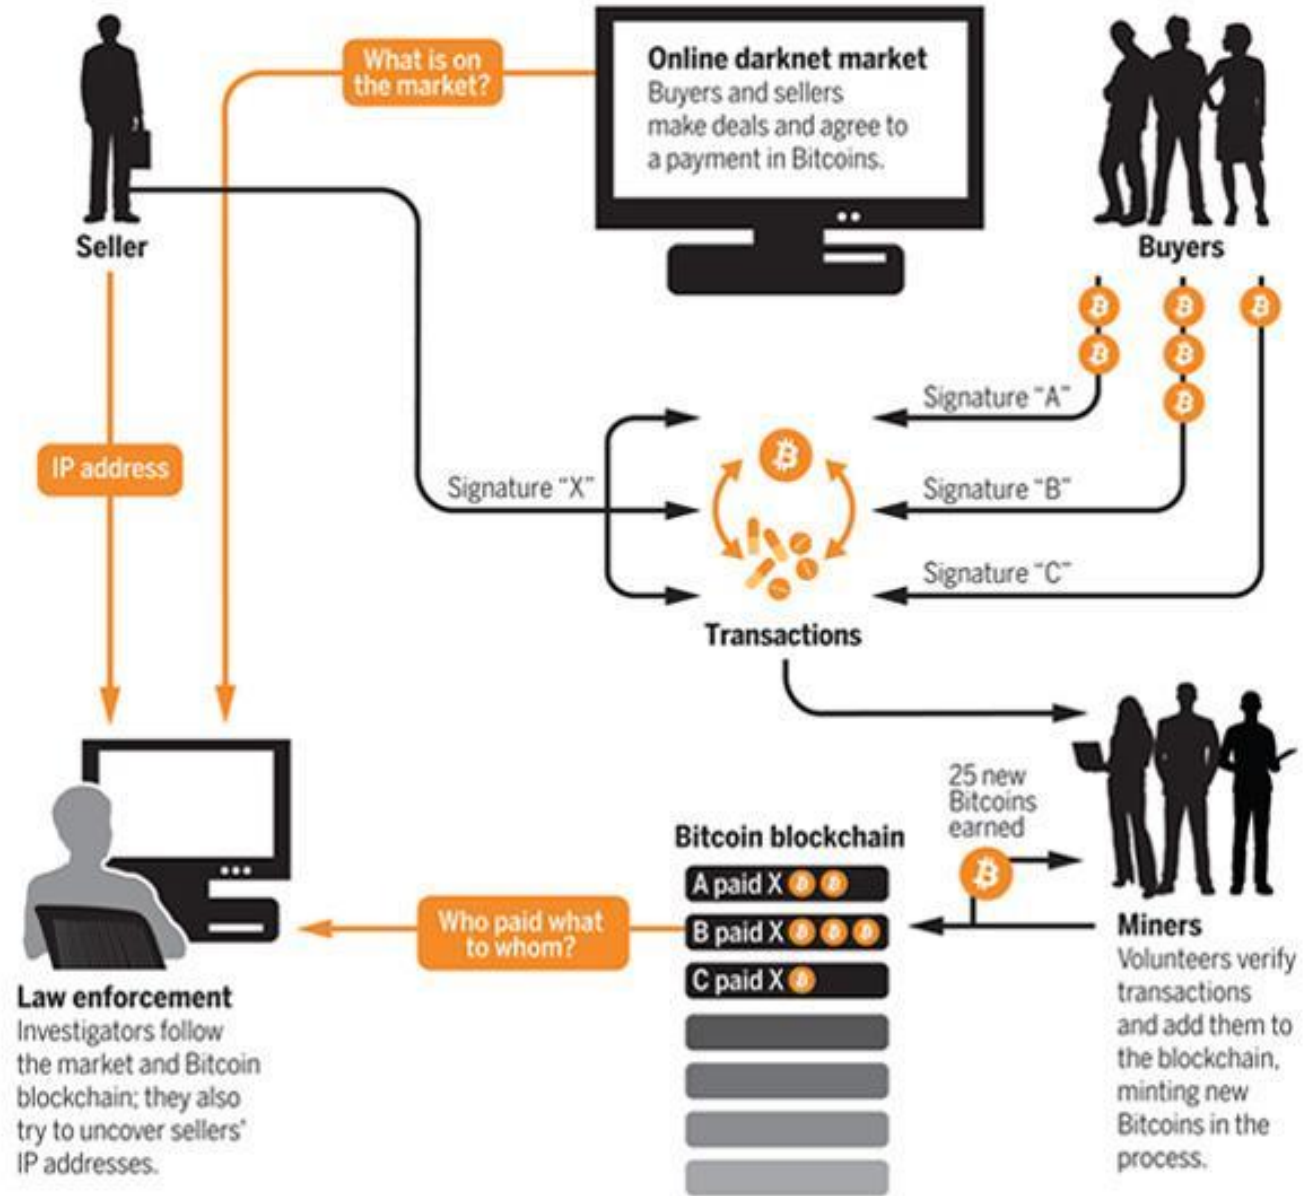 What is on
the market?
Online darknet market
Buyers and sellers
make deals and agree to
a payment in Bitcoins.
Seller
Buyers
IP address
Signature “X”
Signature “A”
Signature “B”
Signature “C”
Transactions
25 new
Bitcoins
earned
Bitcoin blockchain
A paid X
B paid X
C paid X
Who paid what
to whom?
Miners
Volunteers verify
transactions
and add them to
the blockchain,
minting new
Bitcoins in the
process.
Law enforcement
Investigators follow
the market and Bitcoin
blockchain; they also
try to uncover sellers'
IP addresses.